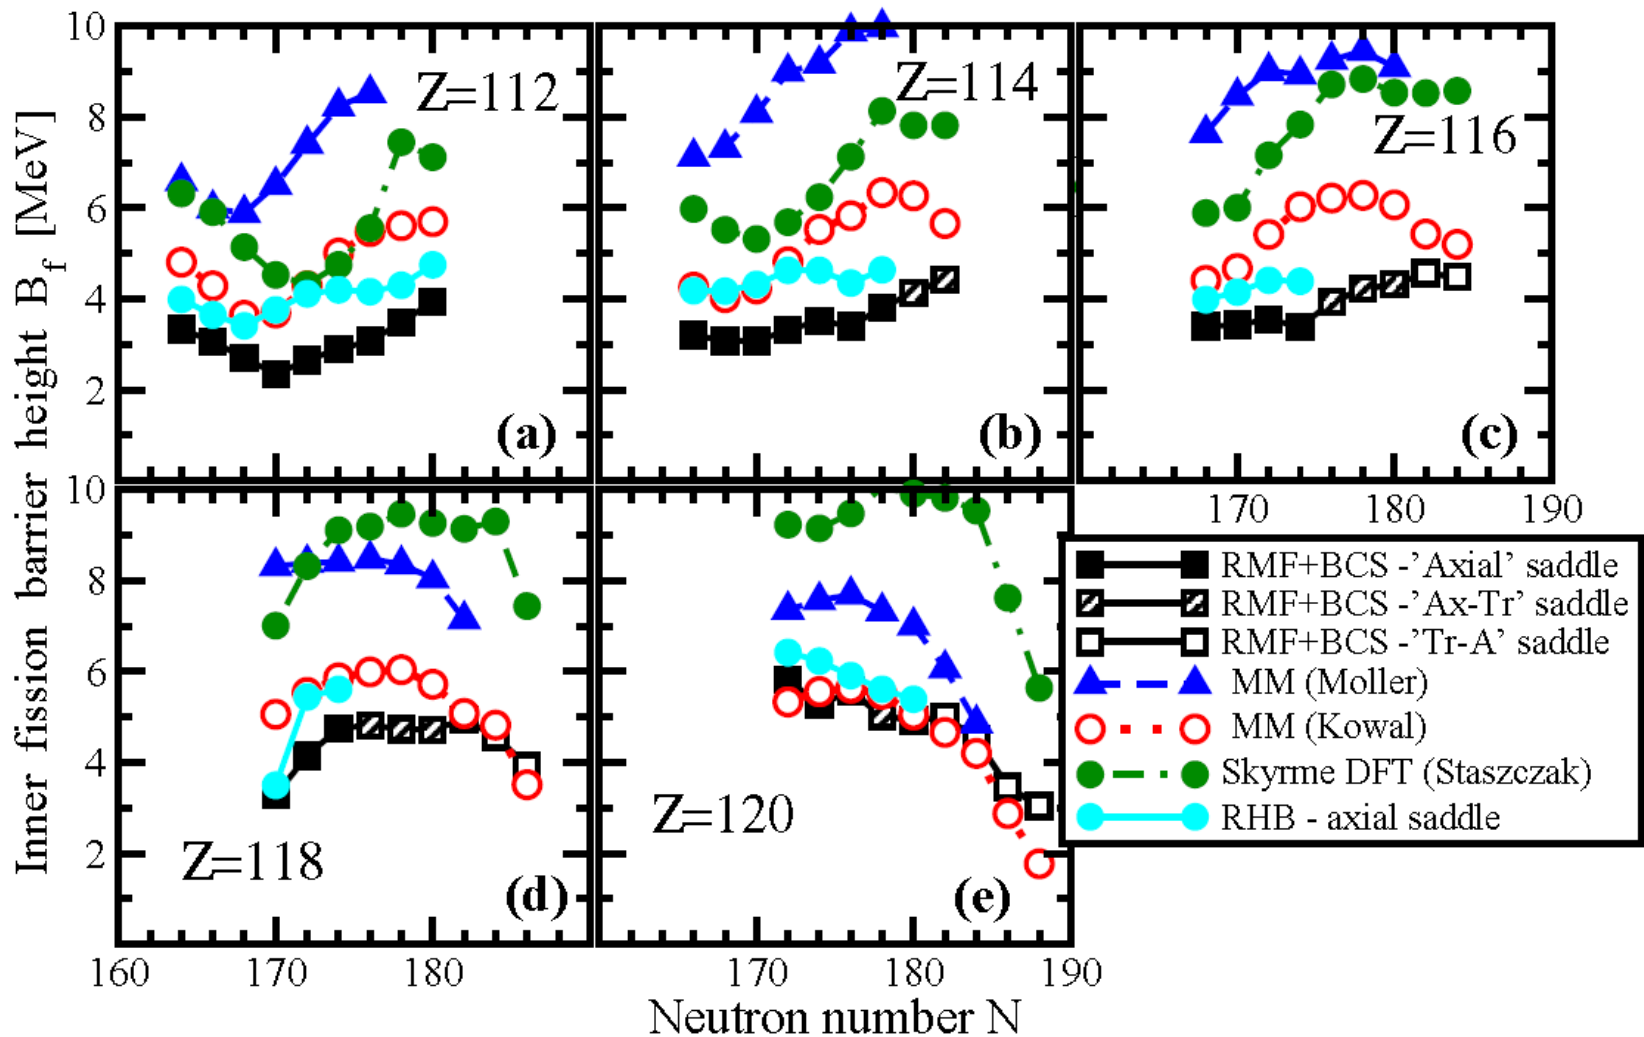 Inner fission barrier height B_f [MeV]
10
8
6
4
2
Z=112
(a)
Z=114
(b)
Z=116
(c)
170
180
190
10
8
6
4
2
Z=118
(d)
Z=120
(e)
RMF+BCS -'Axial' saddle
RMF+BCS -'Ax-Tr' saddle
RMF+BCS -'Tr-A' saddle
MM (Moller)
MM (Kowal)
Skyrme DFT (Staszczak)
RHB - axial saddle
160
170
180
170
180
190
Neutron number N